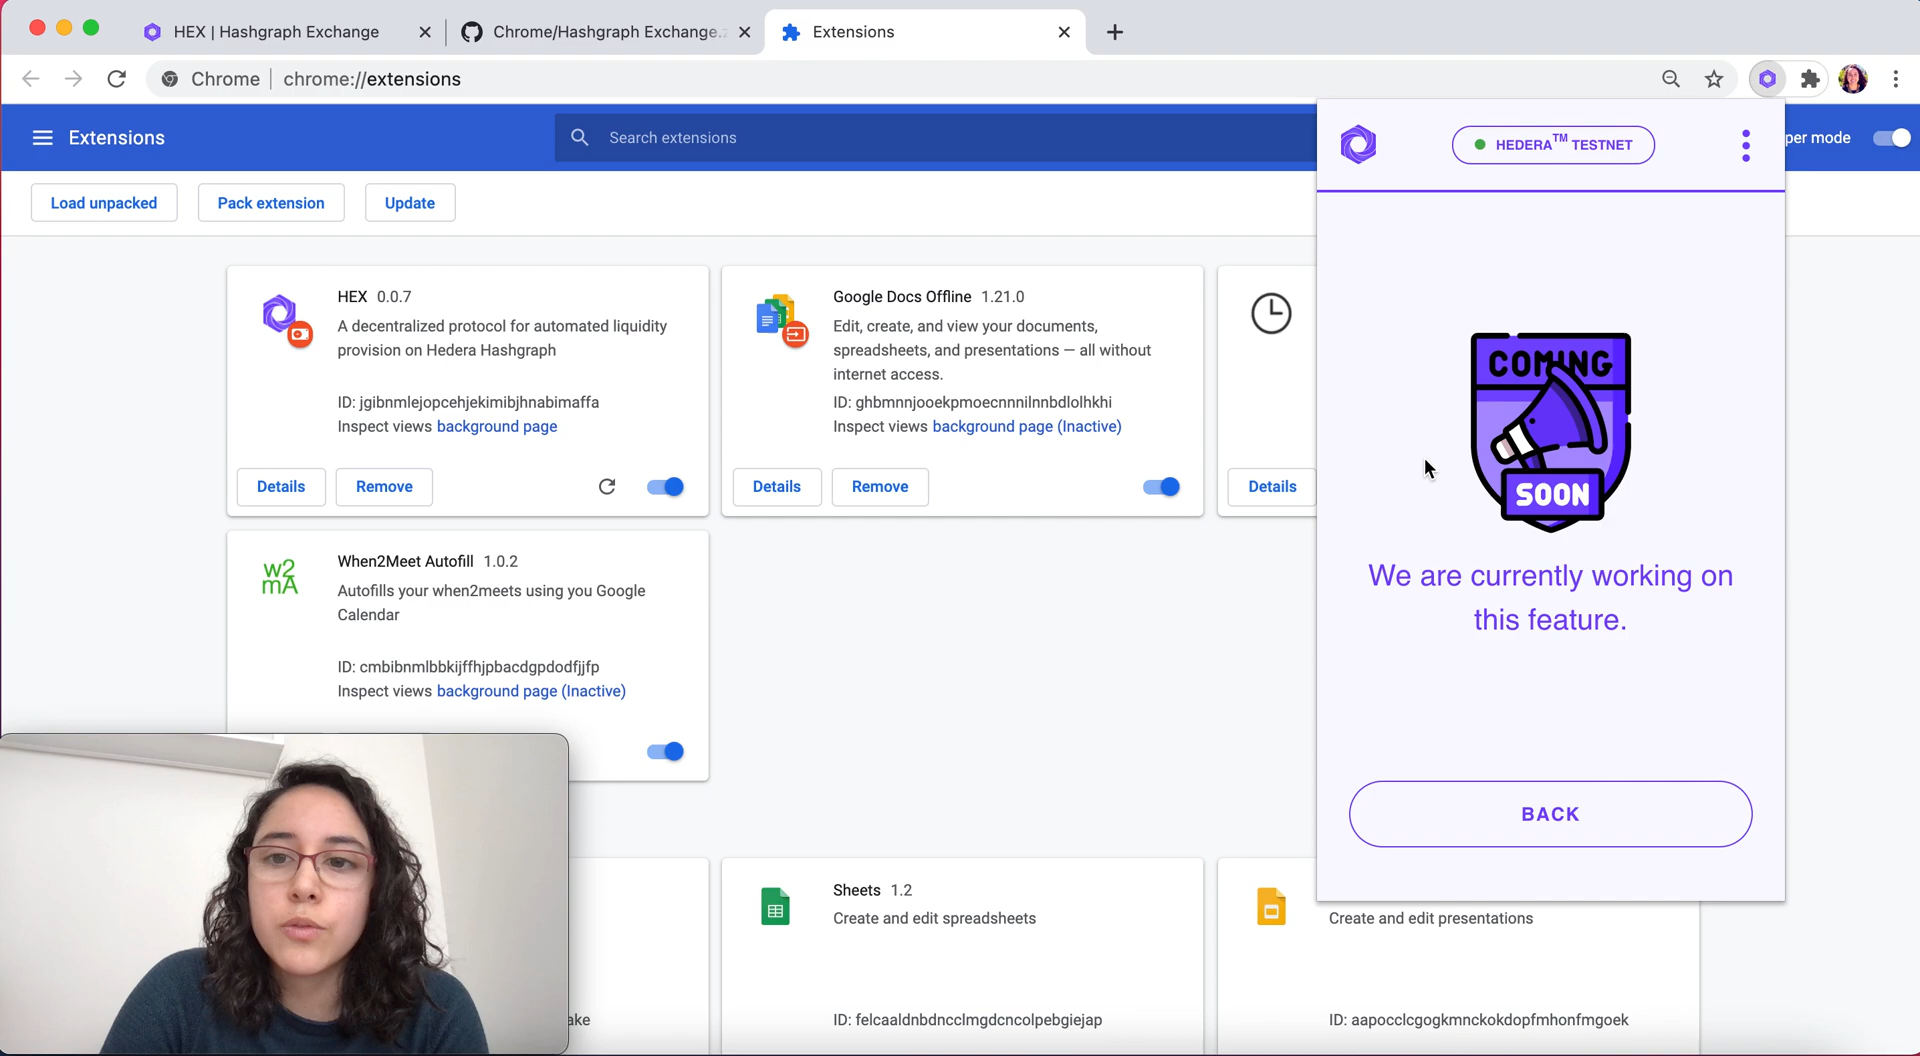 HEX | Hashgraph Exchange
Chrome/Hashgraph Exchange.z
Extensions
Chrome
chrome://extensions
Extensions
Search extensions
per mode
HEDERA™ TESTNET
Load unpacked
Pack extension
Update
HEX 0.0.7
A decentralized protocol for automated liquidity
provision on Hedera Hashgraph
ID: jgibnmlejopcehjekimibjhnabimaffa
Inspect views background page
Details
Remove
Google Docs Offline 1.21.0
Edit, create, and view your documents,
spreadsheets, and presentations — all without
internet access.
ID: ghbmnnjooekpmoecnnnilnnbdlolhkhi
Inspect views background page (Inactive)
Details
Remove
Details
COMING
SOON
We are currently working on
this feature.
BACK
w2
mA
When2Meet Autofill 1.0.2
Autofills your when2meets using you Google
Calendar
ID: cmbibnmlbbkijffhjpbacdgpdodfjjfp
Inspect views background page (Inactive)
ake
Sheets 1.2
Create and edit spreadsheets
ID: felcaaldnbdncclmgdcncolpebgiejap
Create and edit presentations
ID: aapocclcgogkmnckokdopfmhonfmgoek